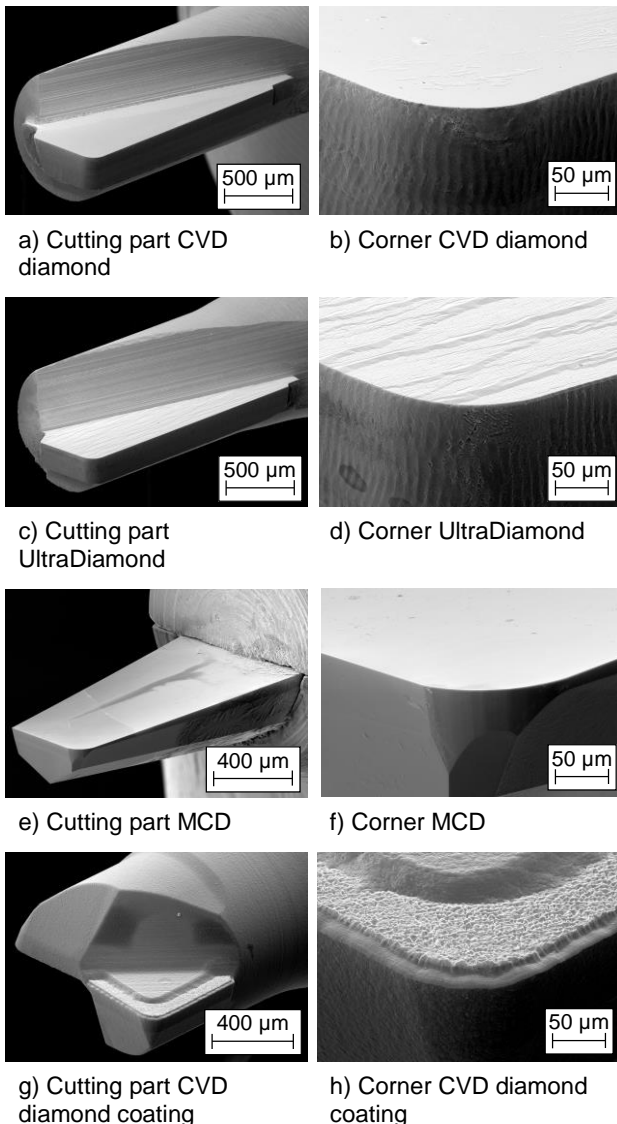 500 µm
50 µm
a) Cutting part CVD
diamond
b) Corner CVD diamond
500 µm
50 µm
c) Cutting part
UltraDiamond
d) Corner UltraDiamond
400 µm
50 µm
e) Cutting part MCD
f) Corner MCD
400 µm
50 µm
g) Cutting part CVD
diamond coating
h) Corner CVD diamond
coating